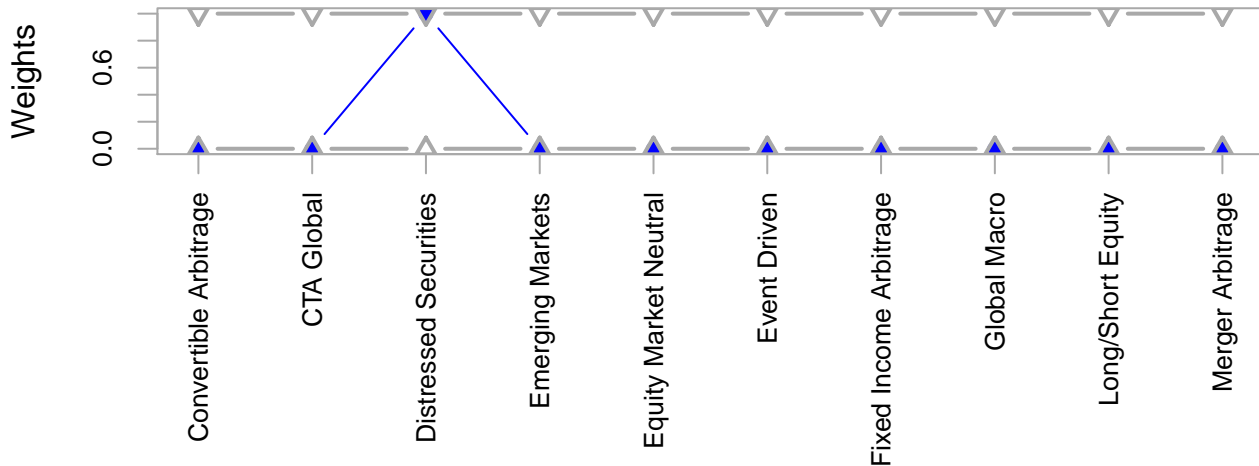 Weights
0.6
0.0
Convertible Arbitrage
CTA Global
Distressed Securities
Emerging Markets
Equity Market Neutral
Event Driven
Fixed Income Arbitrage
Global Macro
Long/Short Equity
Merger Arbitrage